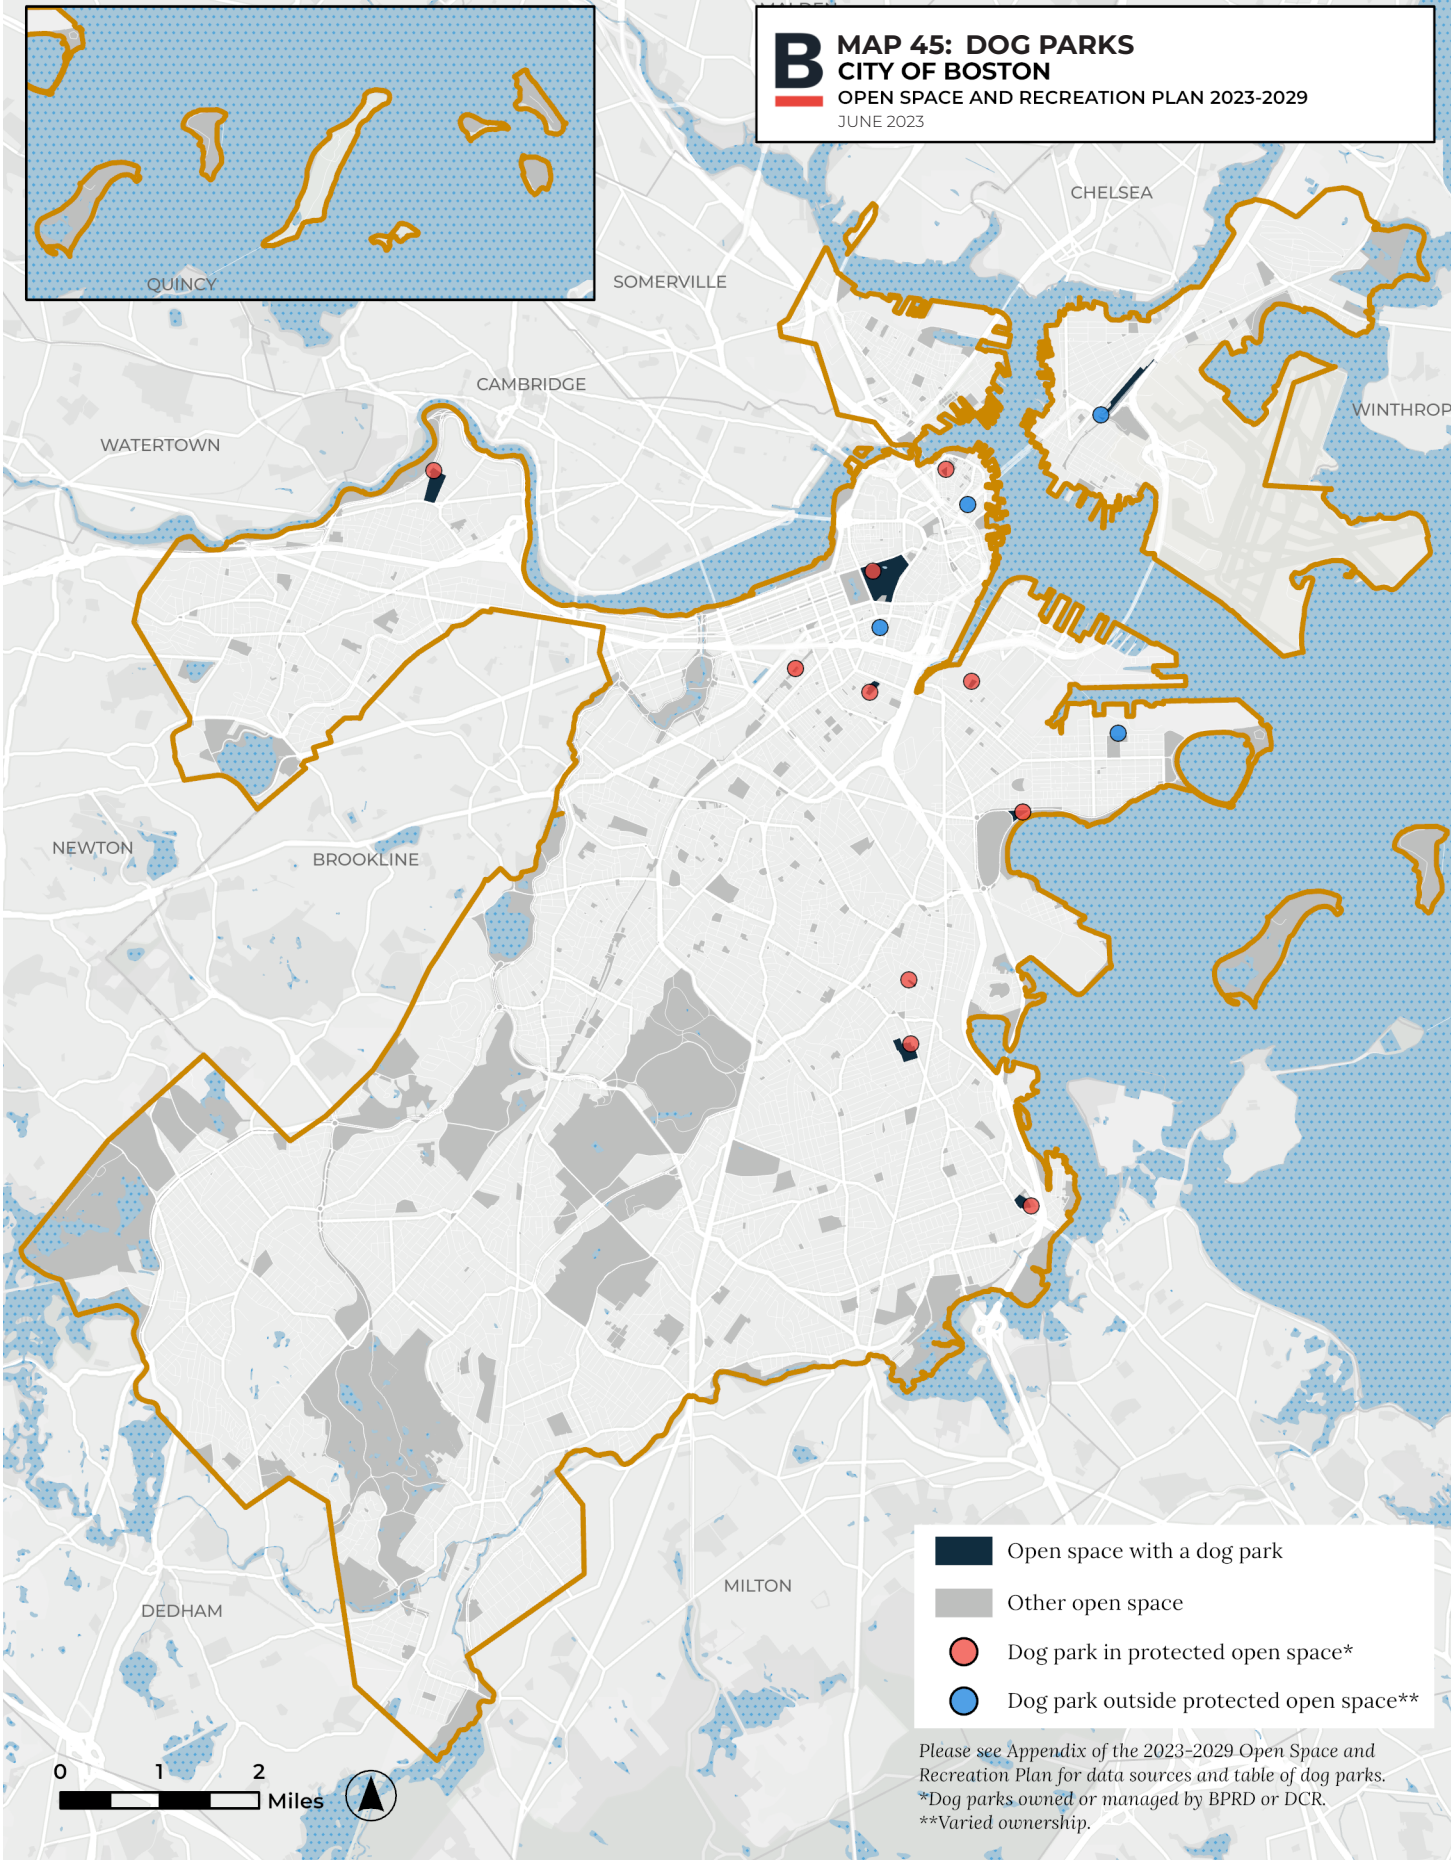 MALDEN
B
MAP 45: DOG PARKS
CITY OF BOSTON
OPEN SPACE AND RECREATION PLAN 2023-2029
JUNE 2023
CHELSEA
QUINCY
SOMERVILLE
CAMBRIDGE
WINTHROP
WATERTOWN
NEWTON
BROOKLINE
MILTON
DEDHAM
Open space with a dog park
Other open space
Dog park in protected open space*
Dog park outside protected open space**
Please see Appendix of the 2023-2029 Open Space and
Recreation Plan for data sources and table of dog parks.
*Dog parks owned or managed by BPRD or DCR.
**Varied ownership.
0 1 2
Miles